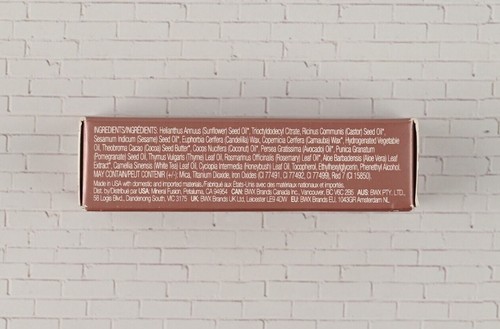 INGREDIENTS/INGRÉDIENTS: Helianthus Annuus (Sunflower) Seed Oil*, Trioctyldodecyl Citrate, Ricinus Communis (Castor) Seed Oil*,
Sesamum Indicum (Sesame) Seed Oil*, Euphorbia Cerifera (Candelilla) Wax, Copernicia Cerifera (Carnauba) Wax*, Hydrogenated Vegetable
Oil, Theobroma Cacao (Cocoa) Seed Butter*, Cocos Nucifera (Coconut) Oil*, Persea Gratissima (Avocado) Oil*, Punica Granatum
(Pomegranate) Seed Oil, Thymus Vulgaris (Thyme) Leaf Oil, Rosmarinus Officinalis (Rosemary) Leaf Oil*, Aloe Barbadensis (Aloe Vera) Leaf
Extract*, Camellia Sinensis (White Tea) Leaf Oil, Cyclopia Intermedia (Honeybush) Leaf Oil, Tocopherol, Ethylhexylglycerin, Phenethyl Alcohol.
MAY CONTAIN/PEUT CONTENIR (+/-): Mica, Titanium Dioxide, Iron Oxides (CI 77491, CI 77492, CI 77499), Red 7 (CI 15850).
Made in USA with domestic and imported materials./Fabriqué aux États-Unis avec des matériaux nationaux et importés.
Dist. by/Distribué par USA: Mineral Fusion, Petaluma, CA 94954 CAN: BWX Brands Canada Inc., Vancouver, BC V6C 2B5 AUS: BWX PTY. LTD.,
58 Logis Blvd., Dandenong South, VIC 3175 UK: BWX Brands UK Ltd, Leicester LE9 4DW EU: BWX Brands EU, 1043GR Amsterdam NL.